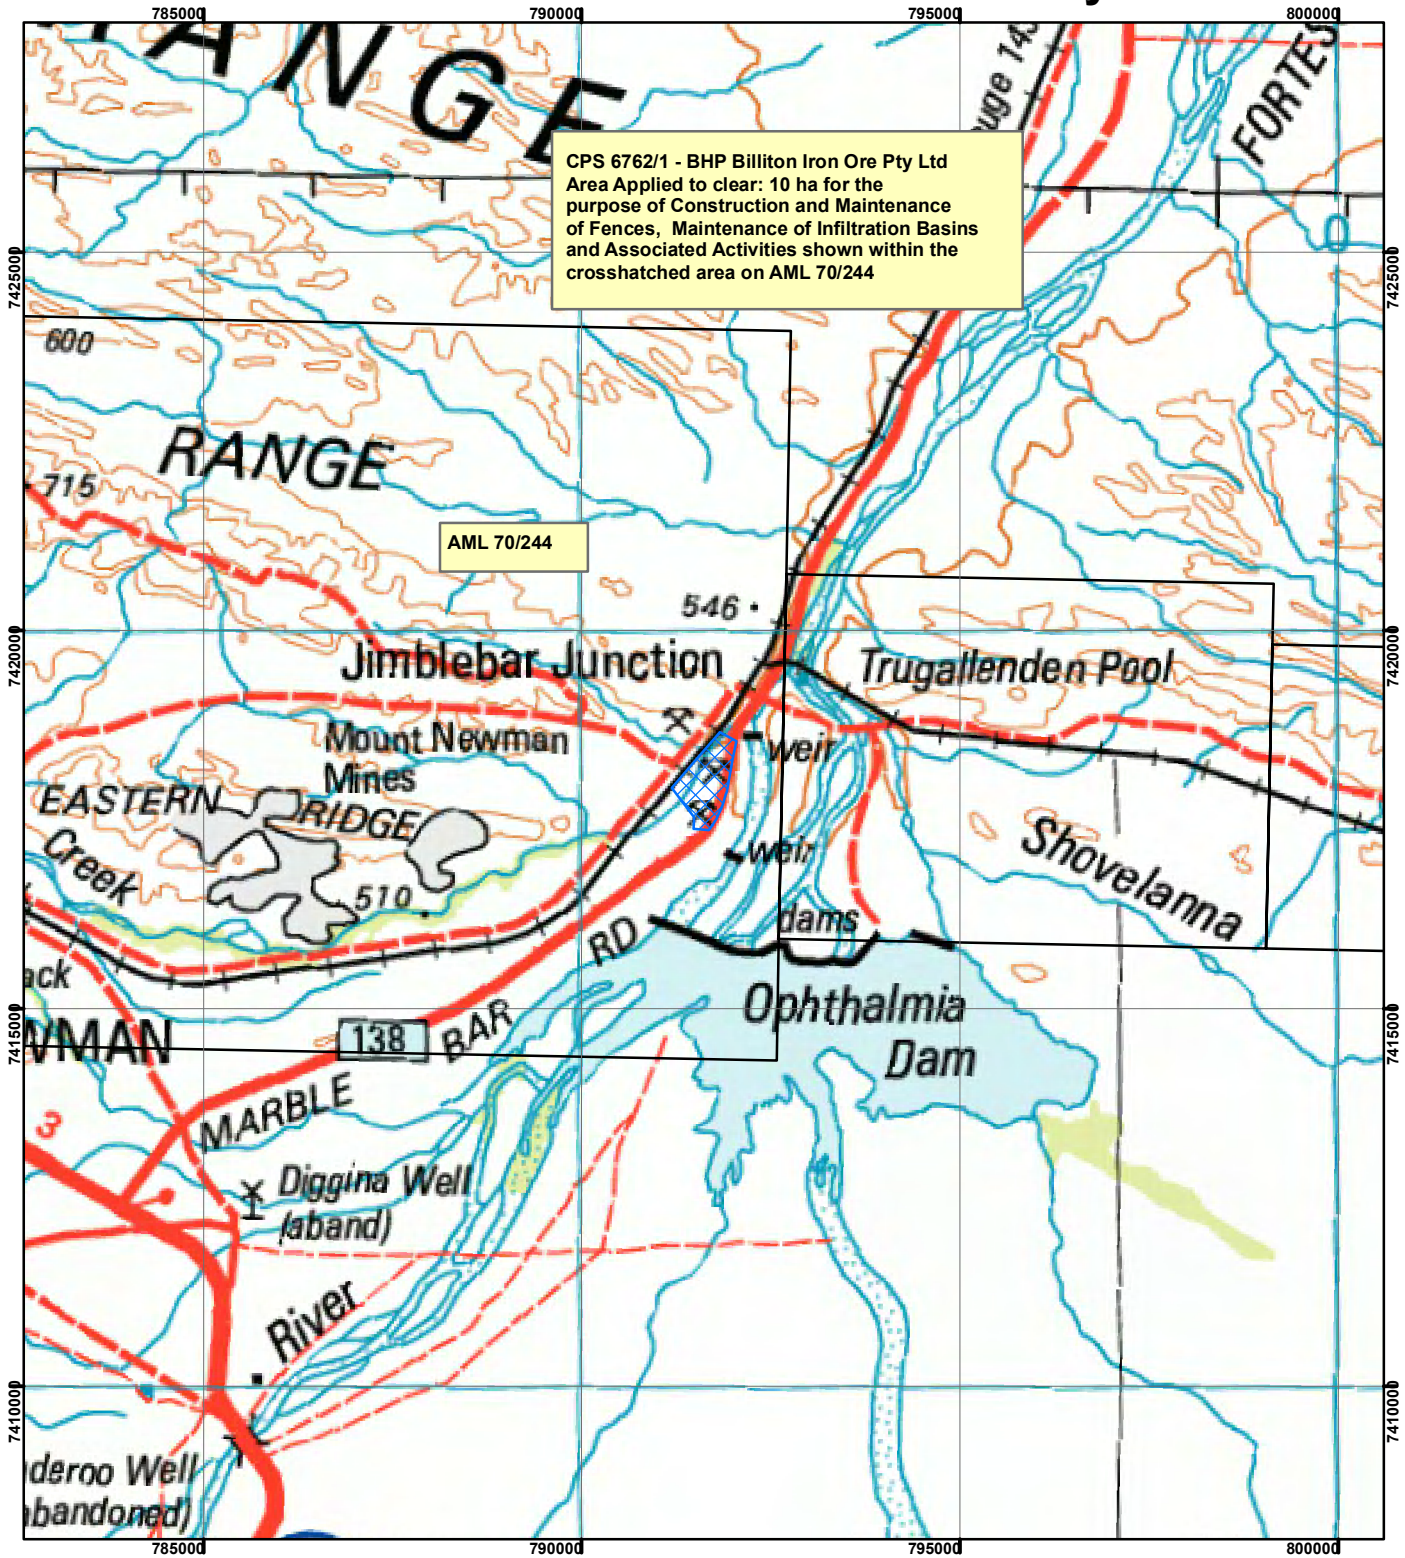 785000
790000
795000
800000
ANGE
uge 143
FORTES
CPS 6762/1 - BHP Billiton Iron Ore Pty Ltd
Area Applied to clear: 10 ha for the
purpose of Construction and Maintenance
of Fences, Maintenance of Infiltration Basins
and Associated Activities shown within the
crosshatched area on AML 70/244
7425000
7425000
600
RANGE
715
AML 70/244
546
7420000
7420000
Jimblebar Junction
Trugallenden Pool
Mount Newman
Mines
weir
EASTERN RIDGE
Creek
weir
Shovelanna
510
dams
RD
ack
Ophthalmia
Dam
7415000
7415000
WMAN
138
BAR
MARBLE
3
Diggina Well
(aband)
River
7410000
7410000
deroo Well
abandoned)
785000
790000
795000
800000